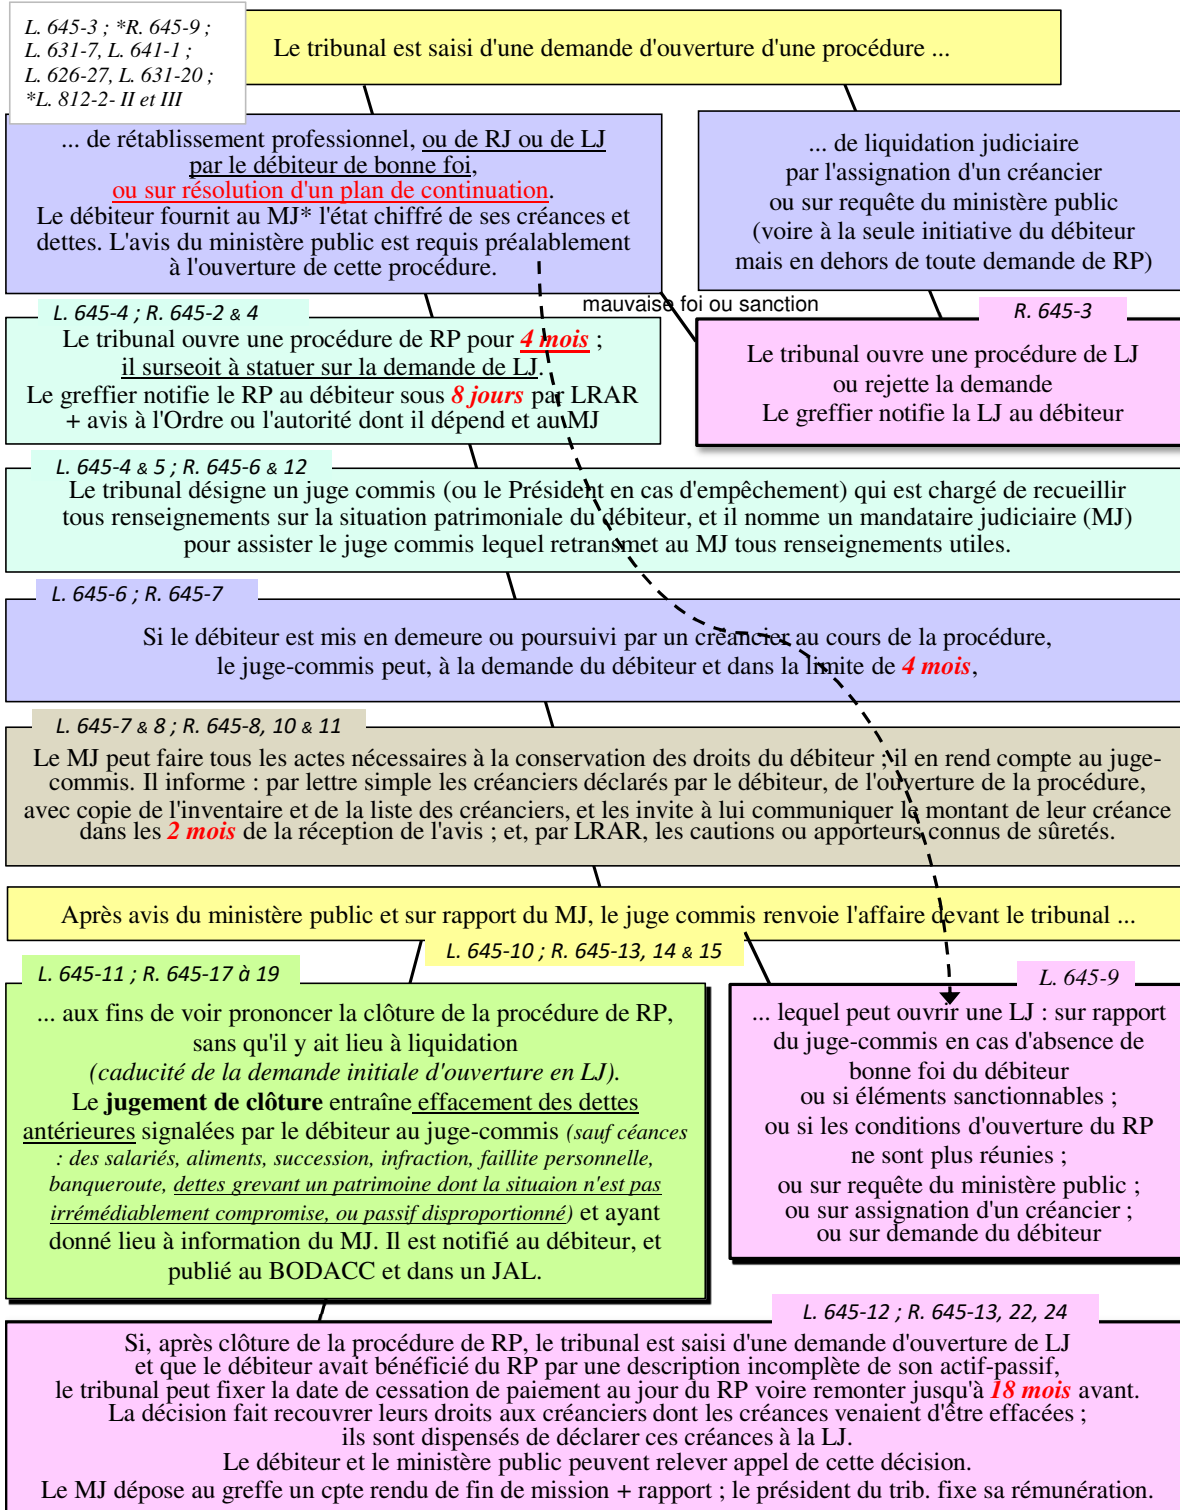 L. 645-3 ; *R. 645-9 ;
L. 631-7, L. 641-1 ;
L. 626-27, L. 631-20 ;
*L. 812-2- II et III
Le tribunal est saisi d'une demande d'ouverture d'une procédure ...
... de rétablissement professionnel, ou de RJ ou de LJ
par le débiteur de bonne foi,
ou sur résolution d'un plan de continuation.
Le débiteur fournit au MJ* l'état chiffré de ses créances et
dettes. L'avis du ministère public est requis préalablement
à l'ouverture de cette procédure.
... de liquidation judiciaire
par l'assignation d'un créancier
ou sur requête du ministère public
(voire à la seule initiative du débiteur
mais en dehors de toute demande de RP)
mauvaise foi ou sanction
L. 645-4 ; R. 645-2 & 4
Le tribunal ouvre une procédure de RP pour 4 mois ;
il surseoit à statuer sur la demande de LJ.
Le greffier notifie le RP au débiteur sous 8 jours par LRAR
+ avis à l'Ordre ou l'autorité dont il dépend et au MJ
R. 645-3
Le tribunal ouvre une procédure de LJ
ou rejette la demande
Le greffier notifie la LJ au débiteur
L. 645-4 & 5 ; R. 645-6 & 12
Le tribunal désigne un juge commis (ou le Président en cas d'empêchement) qui est chargé de recueillir
tous renseignements sur la situation patrimoniale du débiteur, et il nomme un mandataire judiciaire (MJ)
pour assister le juge commis lequel retransmet au MJ tous renseignements utiles.
L. 645-6 ; R. 645-7
Si le débiteur est mis en demeure ou poursuivi par un créancier au cours de la procédure,
le juge-commis peut, à la demande du débiteur et dans la limite de 4 mois,
L. 645-7 & 8 ; R. 645-8, 10 & 11
Le MJ peut faire tous les actes nécessaires à la conservation des droits du débiteur ; il en rend compte au juge-
commis. Il informe : par lettre simple les créanciers déclarés par le débiteur, de l'ouverture de la procédure,
avec copie de l'inventaire et de la liste des créanciers, et les invite à lui communiquer le montant de leur créance
dans les 2 mois de la réception de l'avis ; et, par LRAR, les cautions ou apporteurs connus de sûretés.
Après avis du ministère public et sur rapport du MJ, le juge commis renvoie l'affaire devant le tribunal ...
L. 645-10 ; R. 645-13, 14 & 15
L. 645-11 ; R. 645-17 à 19
... aux fins de voir prononcer la clôture de la procédure de RP,
sans qu'il y ait lieu à liquidation
(caducité de la demande initiale d'ouverture en LJ).
Le jugement de clôture entraîne effacement des dettes
antérieures signalées par le débiteur au juge-commis (sauf céances
: des salariés, aliments, succession, infraction, faillite personnelle,
banqueroute, dettes grevant un patrimoine dont la situaion n'est pas
irrémédiablement compromise, ou passif disproportionné) et ayant
donné lieu à information du MJ. Il est notifié au débiteur, et
publié au BODACC et dans un JAL.
L. 645-9
... lequel peut ouvrir une LJ : sur rapport
du juge-commis en cas d'absence de
bonne foi du débiteur
ou si éléments sanctionnables ;
ou si les conditions d'ouverture du RP
ne sont plus réunies ;
ou sur requête du ministère public ;
ou sur assignation d'un créancier ;
ou sur demande du débiteur
L. 645-12 ; R. 645-13, 22, 24
Si, après clôture de la procédure de RP, le tribunal est saisi d'une demande d'ouverture de LJ
et que le débiteur avait bénéficié du RP par une description incomplète de son actif-passif,
le tribunal peut fixer la date de cessation de paiement au jour du RP voire remonter jusqu'à 18 mois avant.
La décision fait recouvrer leurs droits aux créanciers dont les créances venaient d'être effacées ;
ils sont dispensés de déclarer ces créances à la LJ.
Le débiteur et le ministère public peuvent relever appel de cette décision.
Le MJ dépose au greffe un cpte rendu de fin de mission + rapport ; le président du trib. fixe sa rémunération.